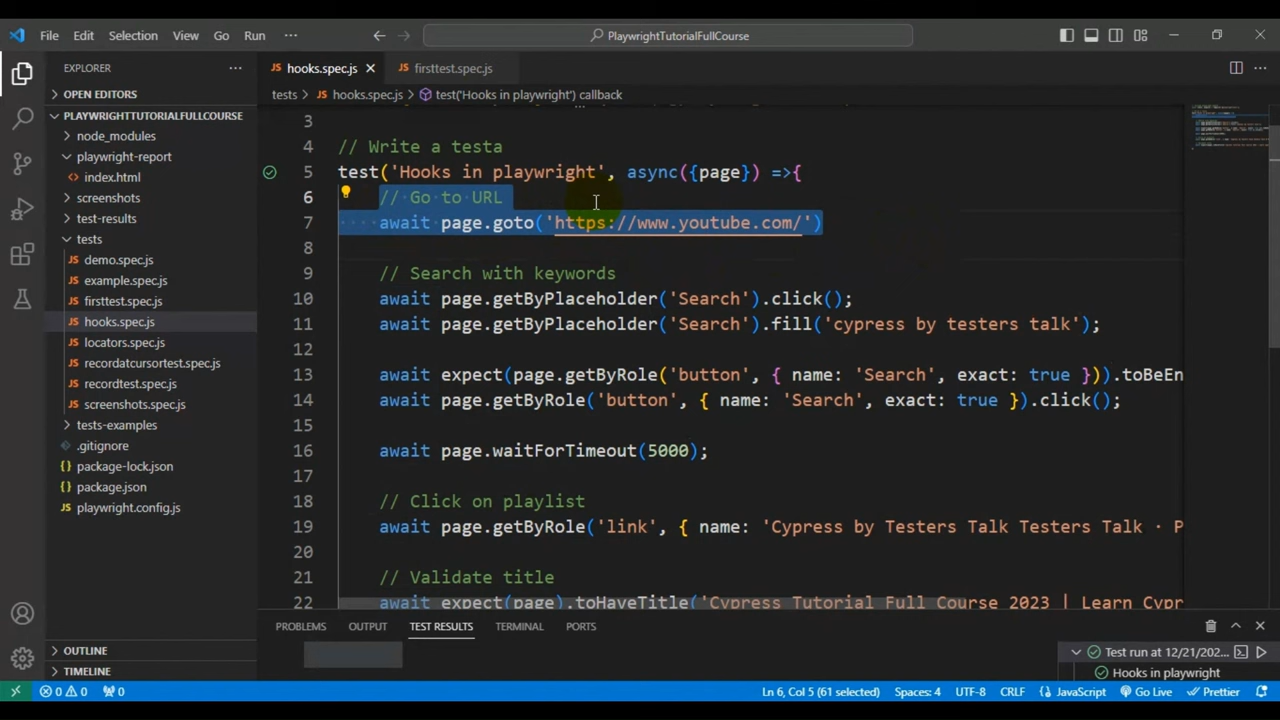 File Edit Selection View Go Run ··· PlaywrightTutorialFullCourse
EXPLORER ···
OPEN EDITORS
PLAYWRIGHTTUTORIALFULLCOURSE
node_modules
playwright-report
index.html
screenshots
test-results
tests
JS demo.spec.js
JS example.spec.js
JS firsttest.spec.js
JS hooks.spec.js
JS locators.spec.js
JS recordatcursortest.spec.js
JS recordtest.spec.js
JS screenshots.spec.js
tests-examples
.gitignore
{} package-lock.json
{} package.json
JS playwright.config.js
OUTLINE
TIMELINE
JS hooks.spec.js JS firsttest.spec.js
tests > JS hooks.spec.js > test('Hooks in playwright') callback
3
4 // Write a testa
5 test('Hooks in playwright', async({page}) =>{
6 // Go to URL
7 await page.goto('https://www.youtube.com/')
8
9 // Search with keywords
10 await page.getByPlaceholder('Search').click();
11 await page.getByPlaceholder('Search').fill('cypress by testers talk');
12
13 await expect(page.getByRole('button', { name: 'Search', exact: true })).toBeEn
14 await page.getByRole('button', { name: 'Search', exact: true }).click();
15
16 await page.waitForTimeout(5000);
17
18 // Click on playlist
19 await page.getByRole('link', { name: 'Cypress by Testers Talk Testers Talk · P
20
21 // Validate title
22 await expect(page).toHaveTitle('Cypress Tutorial Full Course 2023 | Learn Cypr
PROBLEMS OUTPUT TEST RESULTS TERMINAL PORTS
Test run at 12/21/202...
Hooks in playwright
0 0 0 Ln 6, Col 5 (61 selected) Spaces: 4 UTF-8 CRLF {} JavaScript Go Live Prettier